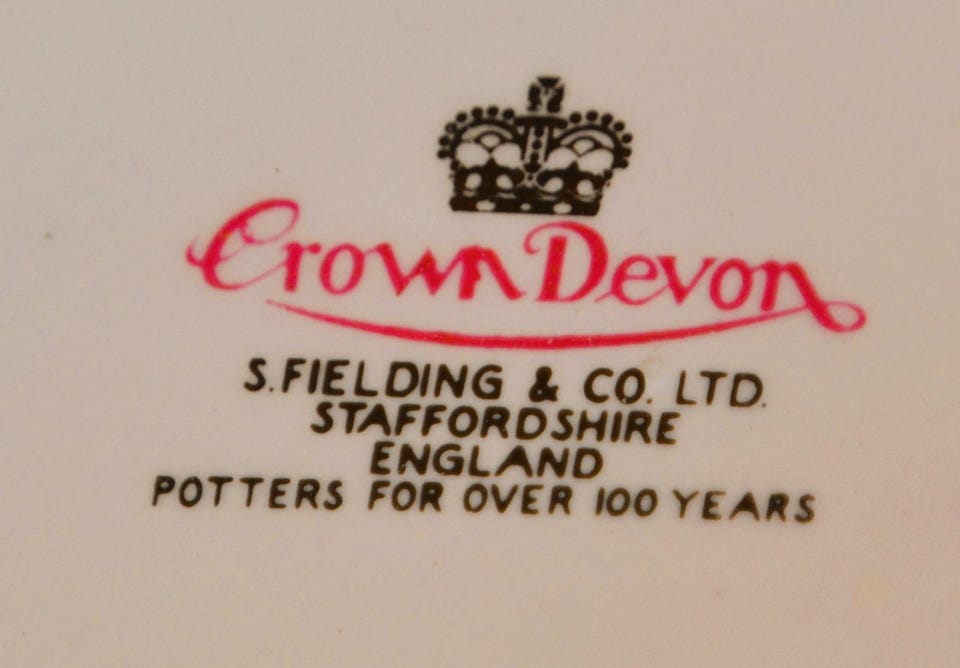 Crown Devon
S. FIELDING & CO. LTD.
STAFFORDSHIRE
ENGLAND
POTTERS FOR OVER 100 YEARS